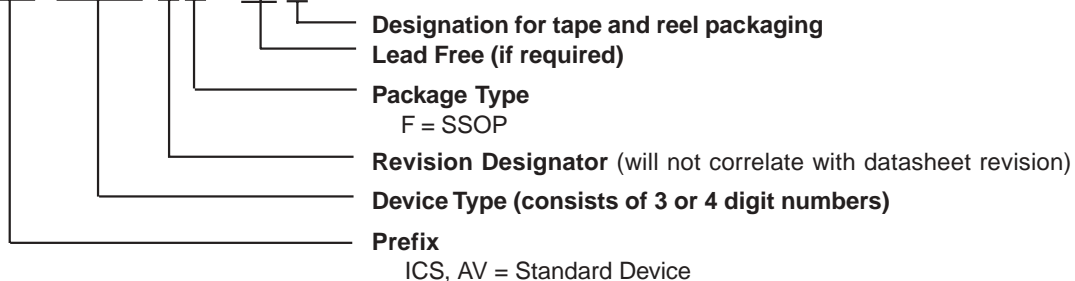 Designation for tape and reel packaging
Lead Free (if required)
Package Type
F = SSOP
Revision Designator (will not correlate with datasheet revision)
Device Type (consists of 3 or 4 digit numbers)
Prefix
ICS, AV = Standard Device